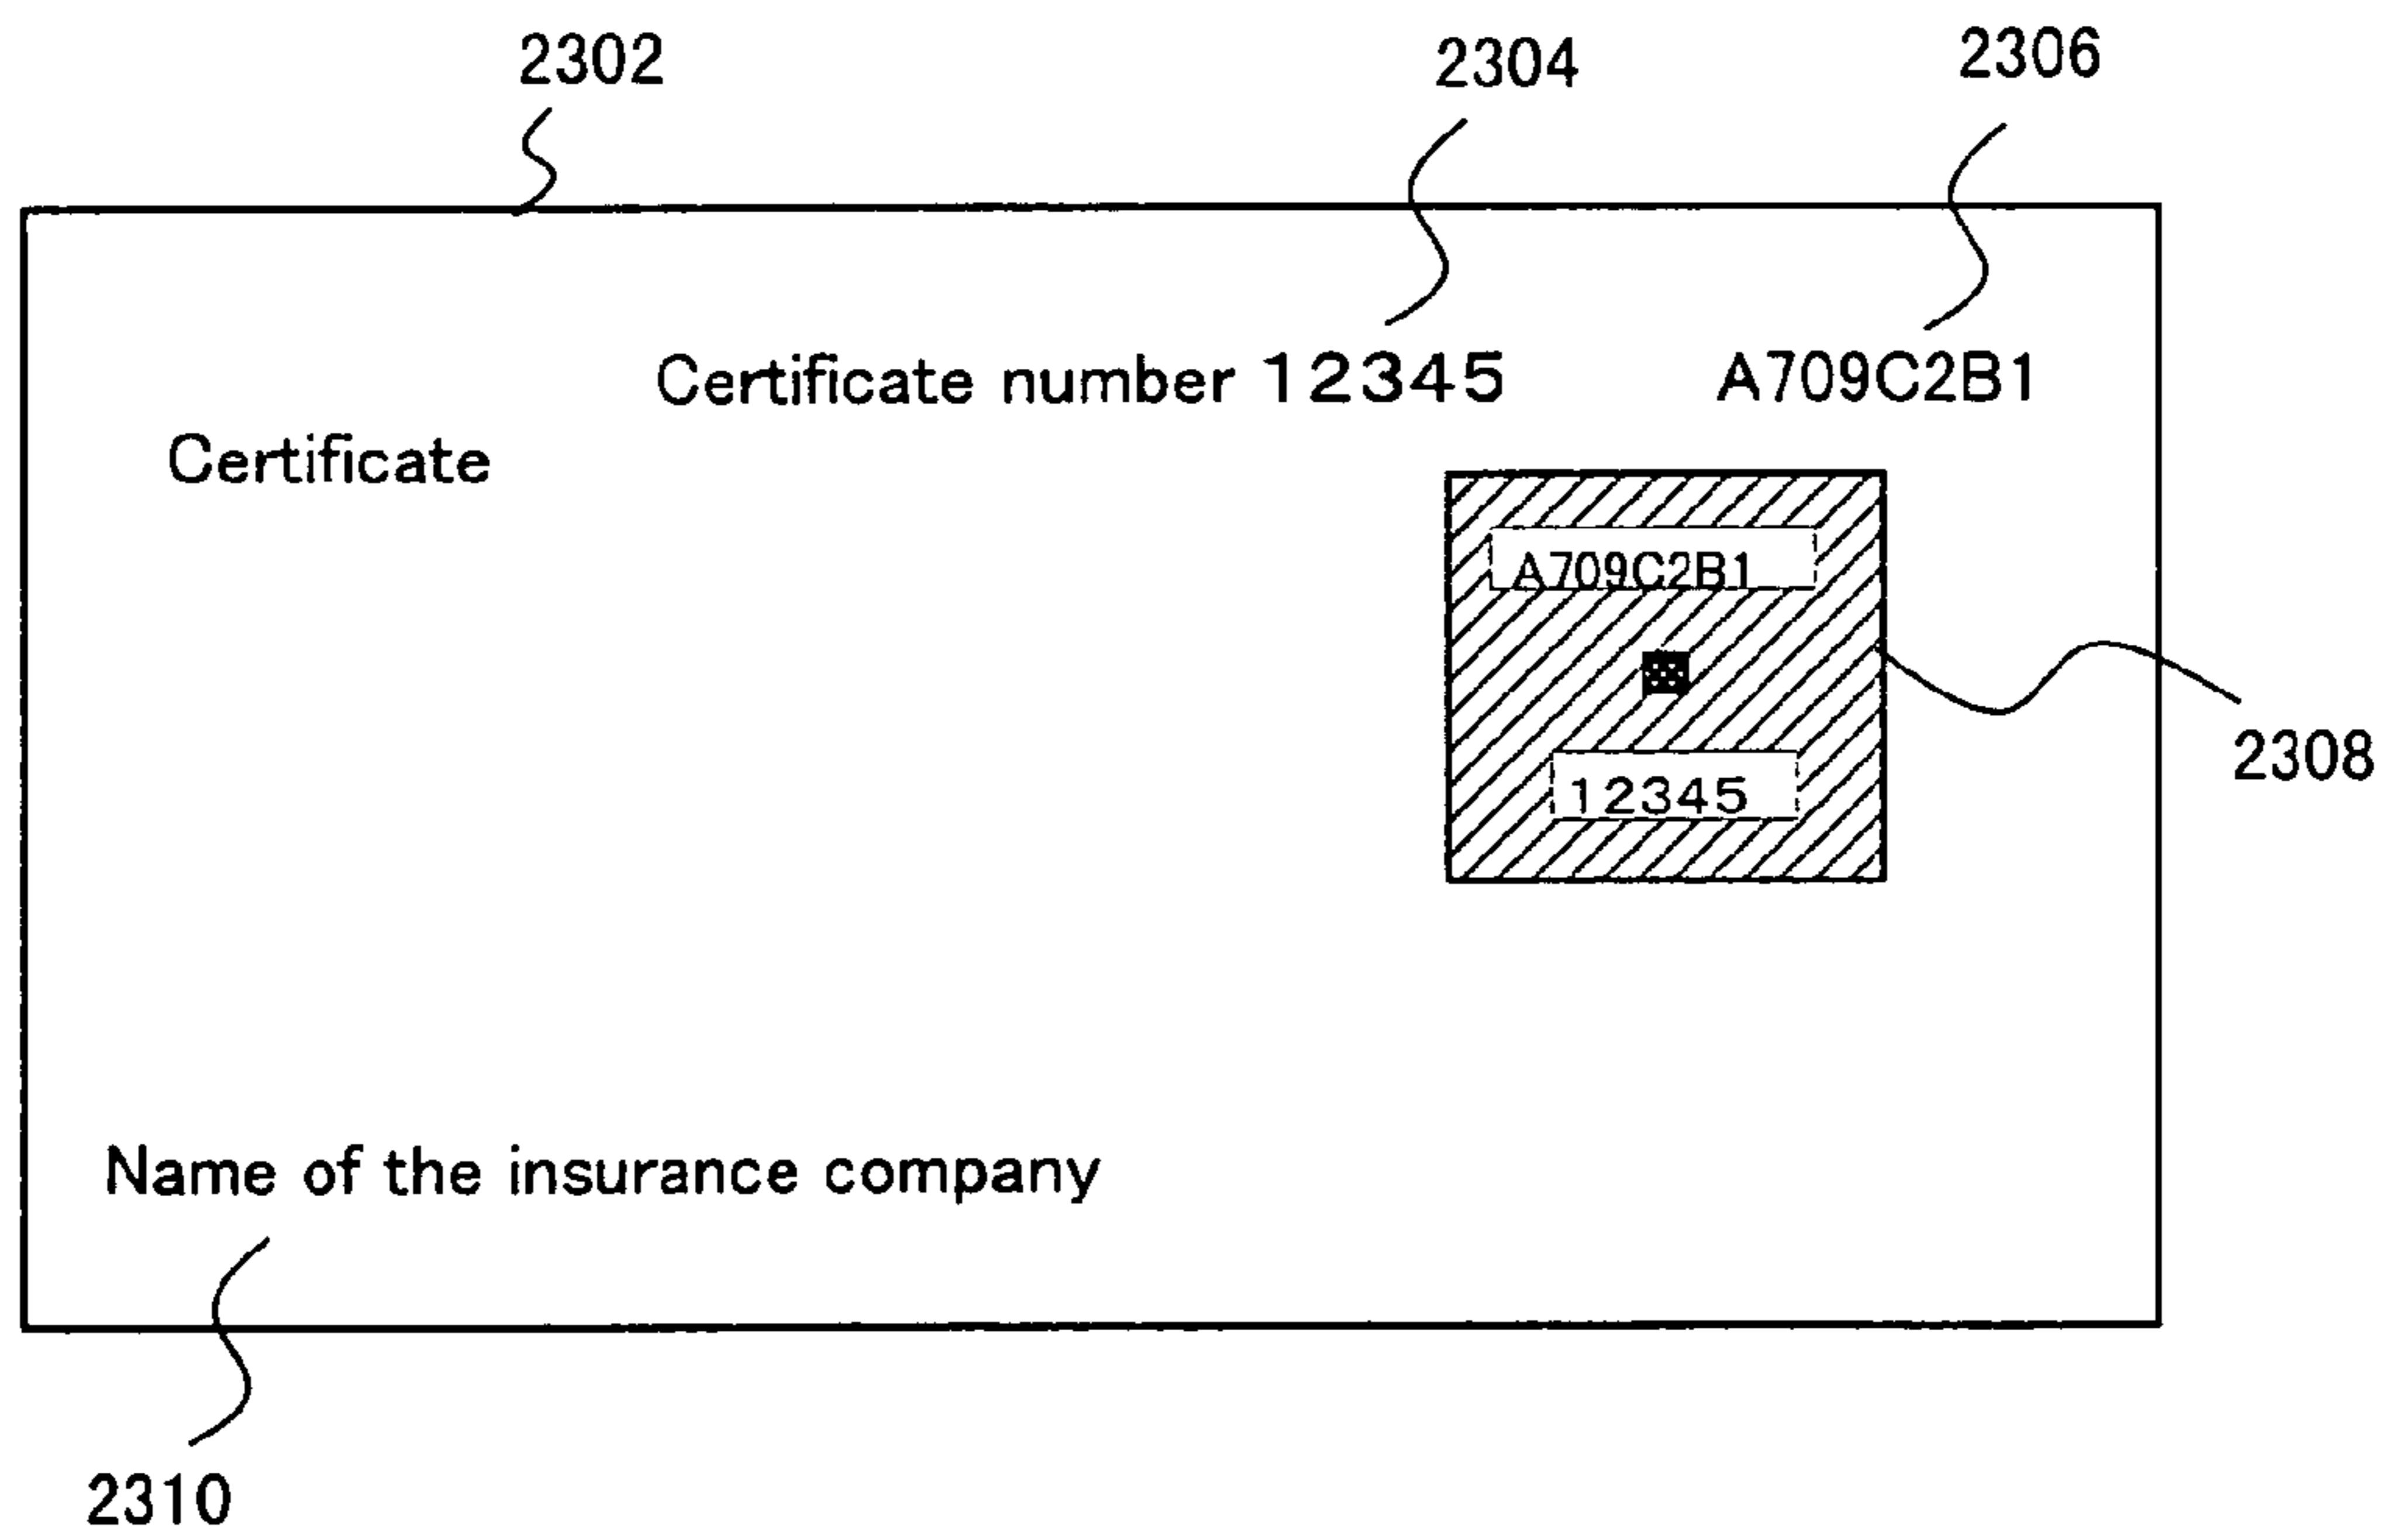 2302 2304 2306
Certificate number 12345 A709C2B1
Certificate
A709C2B1
12345
2308
Name of the insurance company
2310